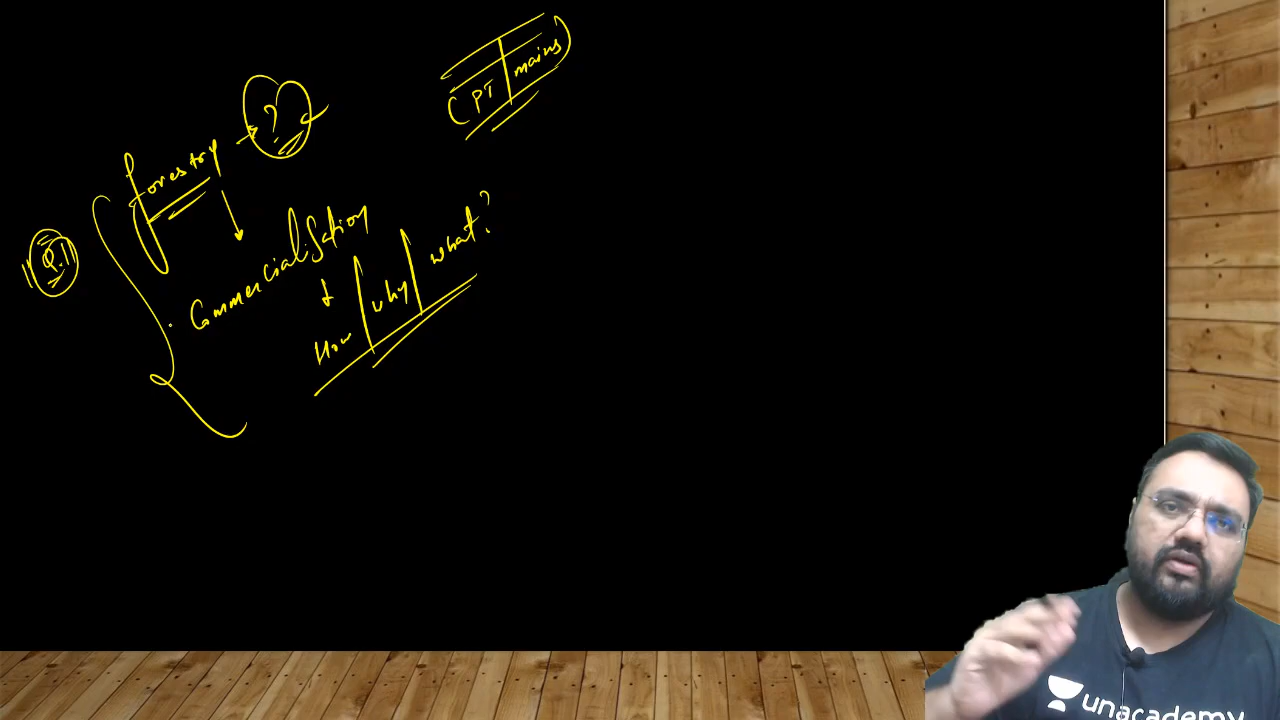 (PT | mains)
forestry → ?
"Q.1"
Commercialisation
How | why | what?
unacademy